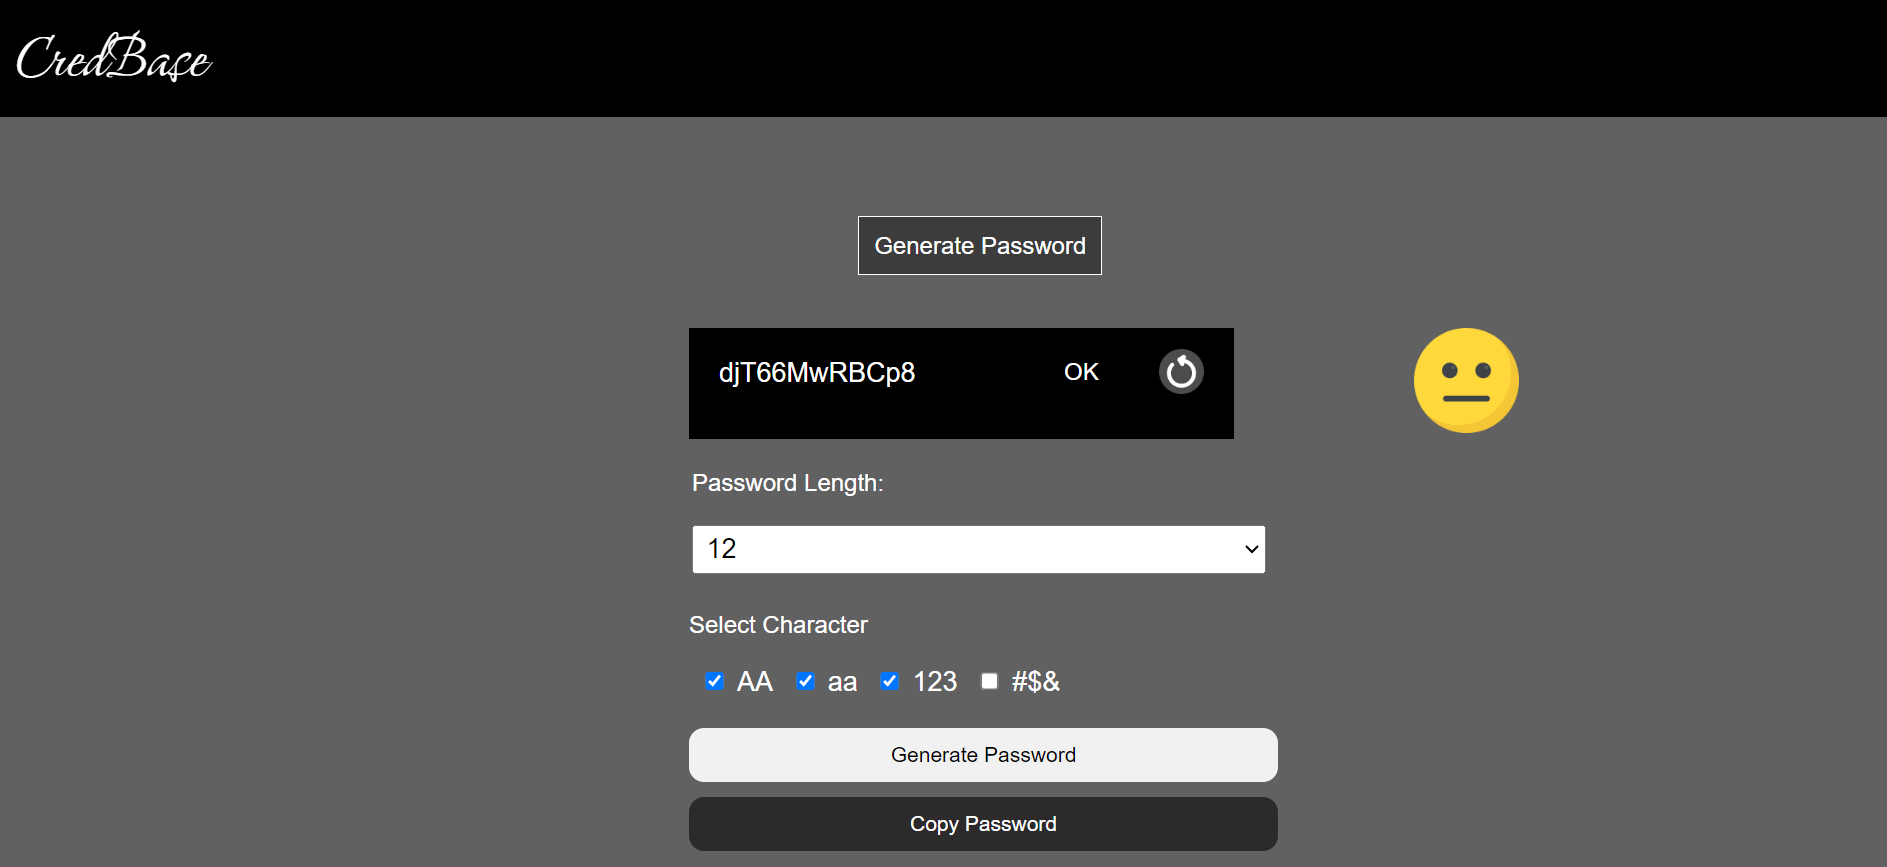 CredBase
Generate Password
djT66MwRBCp8 OK
Password Length:
12
Select Character
AA aa 123 #$&
Generate Password
Copy Password